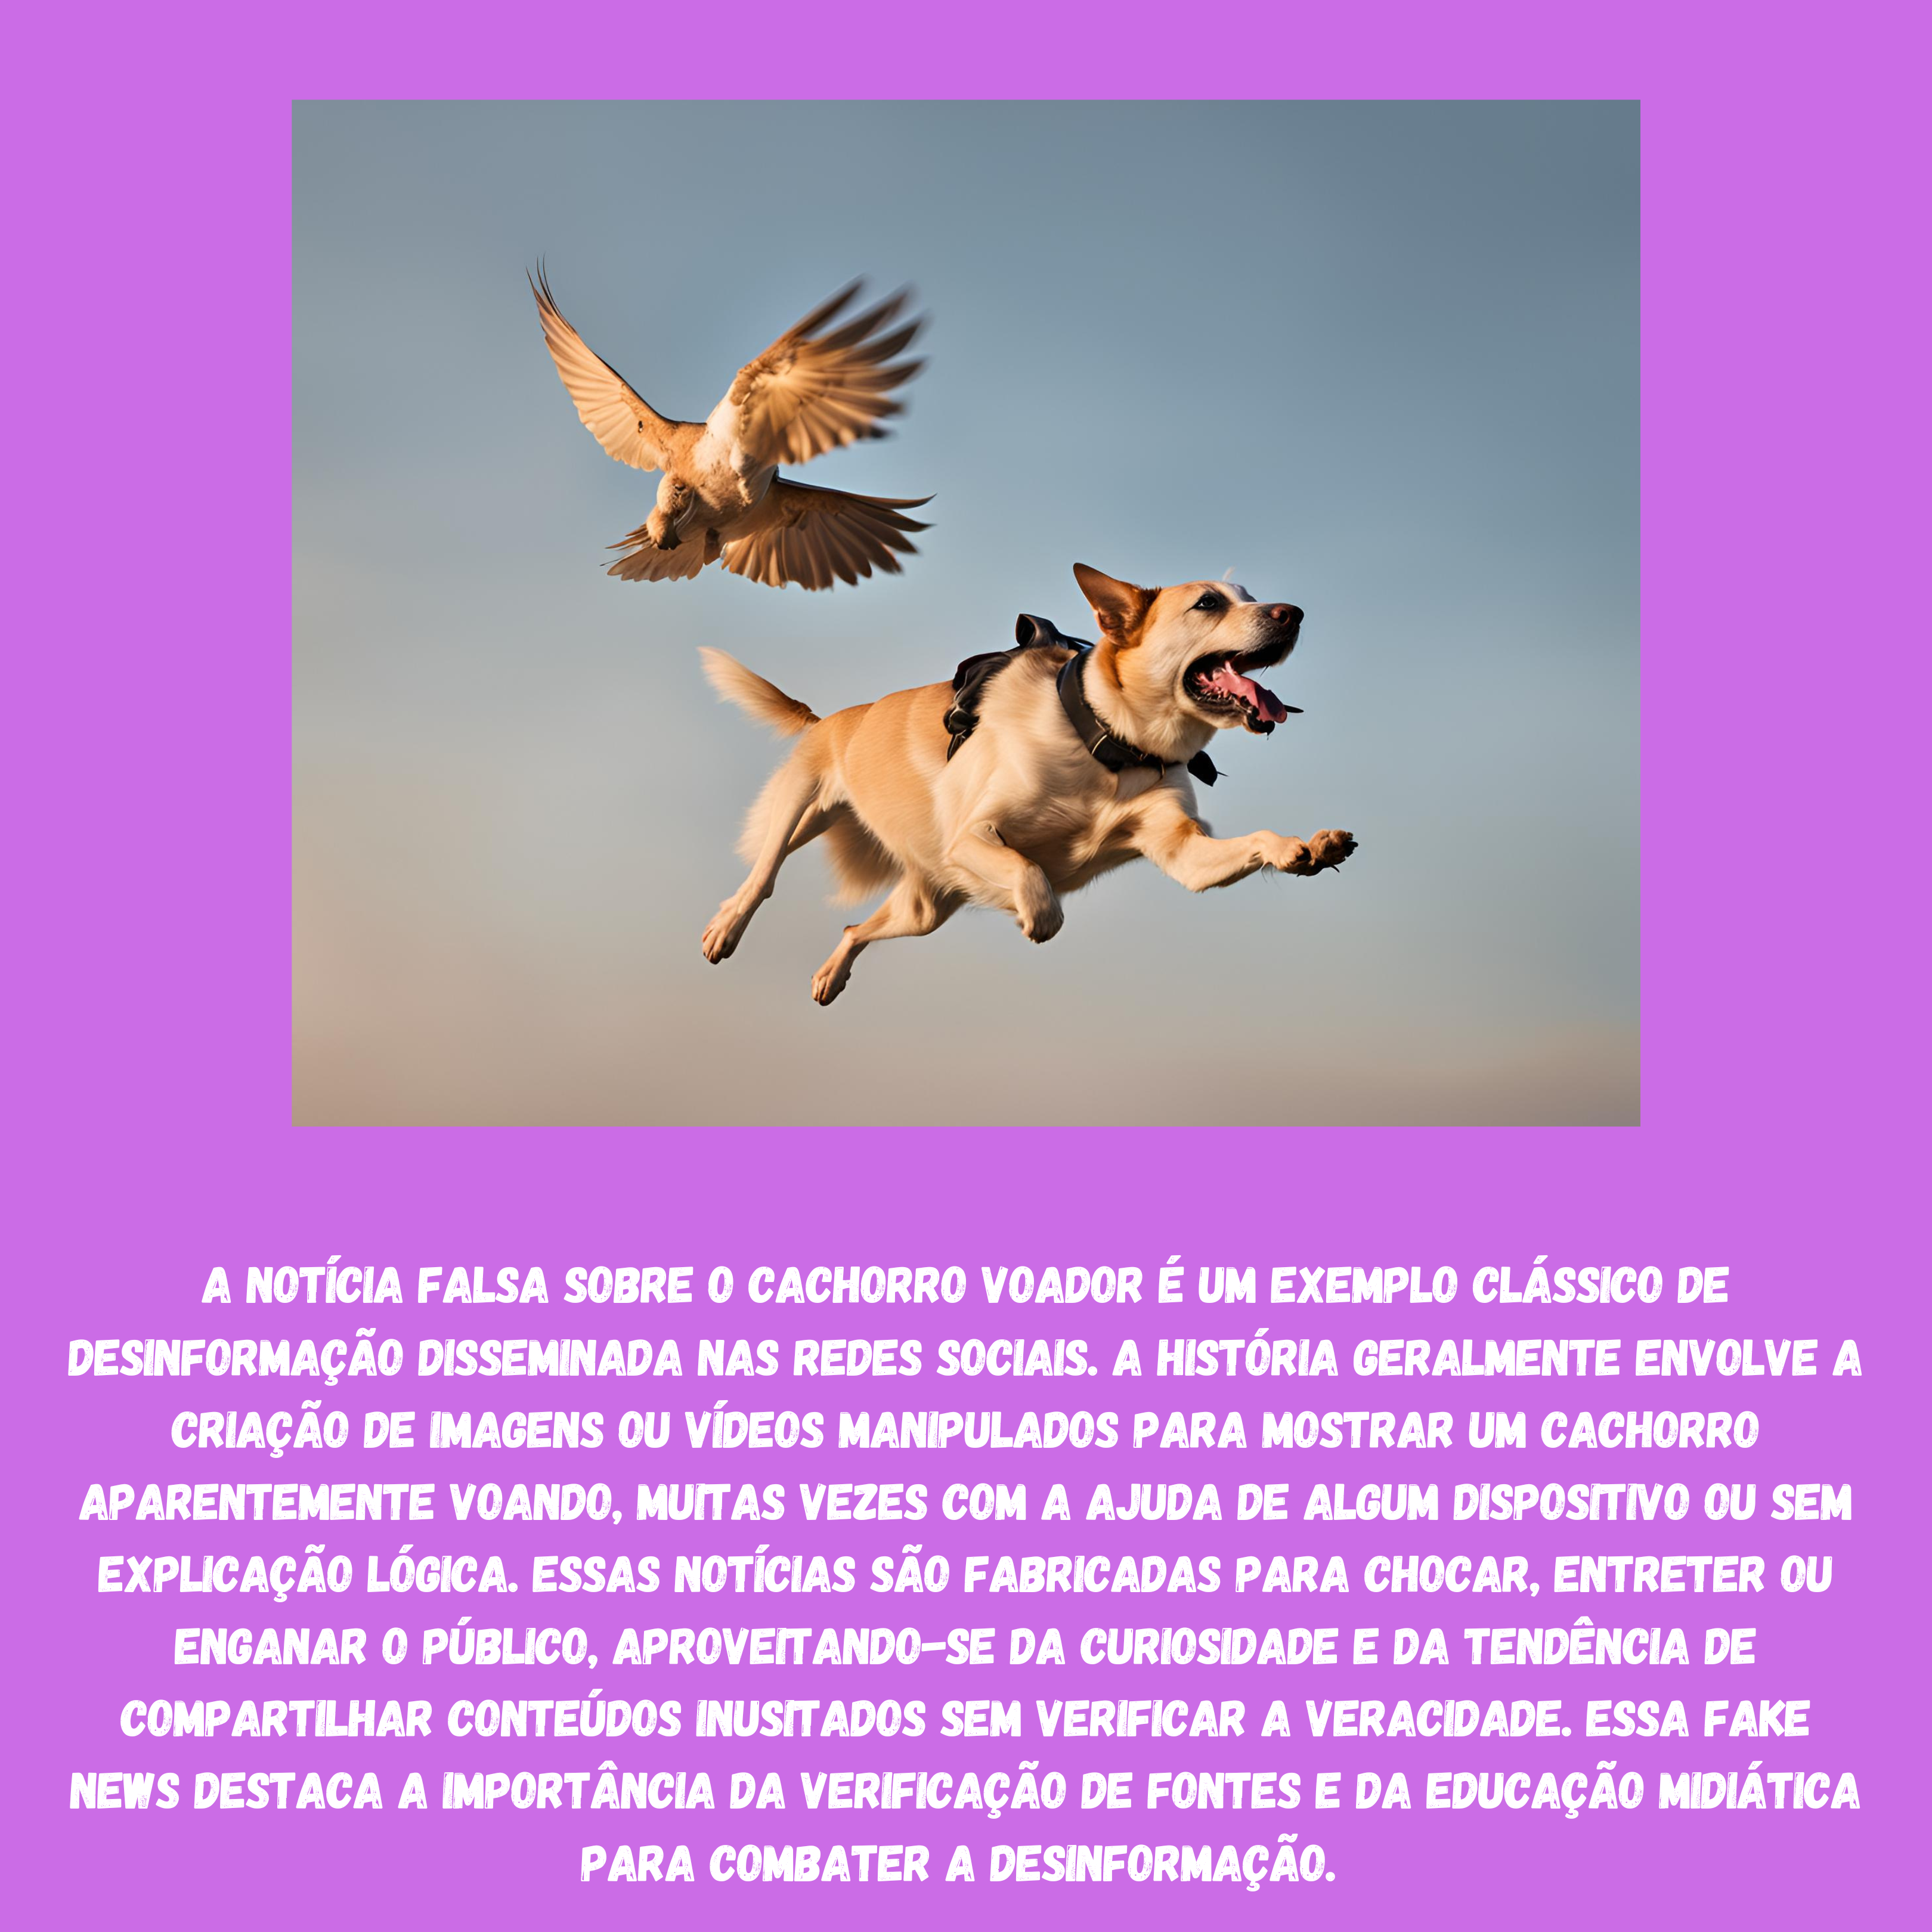 A NOTÍCIA FALSA SOBRE O CACHORRO VOADOR É UM EXEMPLO CLÁSSICO DE
DESINFORMAÇÃO DISSEMINADA NAS REDES SOCIAIS. A HISTÓRIA GERALMENTE ENVOLVE A
CRIAÇÃO DE IMAGENS OU VÍDEOS MANIPULADOS PARA MOSTRAR UM CACHORRO
APARENTEMENTE VOANDO, MUITAS VEZES COM A AJUDA DE ALGUM DISPOSITIVO OU SEM
EXPLICAÇÃO LÓGICA. ESSAS NOTÍCIAS SÃO FABRICADAS PARA CHOCAR, ENTRETER OU
ENGANAR O PÚBLICO, APROVEITANDO-SE DA CURIOSIDADE E DA TENDÊNCIA DE
COMPARTILHAR CONTEÚDOS INUSITADOS SEM VERIFICAR A VERACIDADE. ESSA FAKE
NEWS DESTACA A IMPORTÂNCIA DA VERIFICAÇÃO DE FONTES E DA EDUCAÇÃO MIDIÁTICA
PARA COMBATER A DESINFORMAÇÃO.